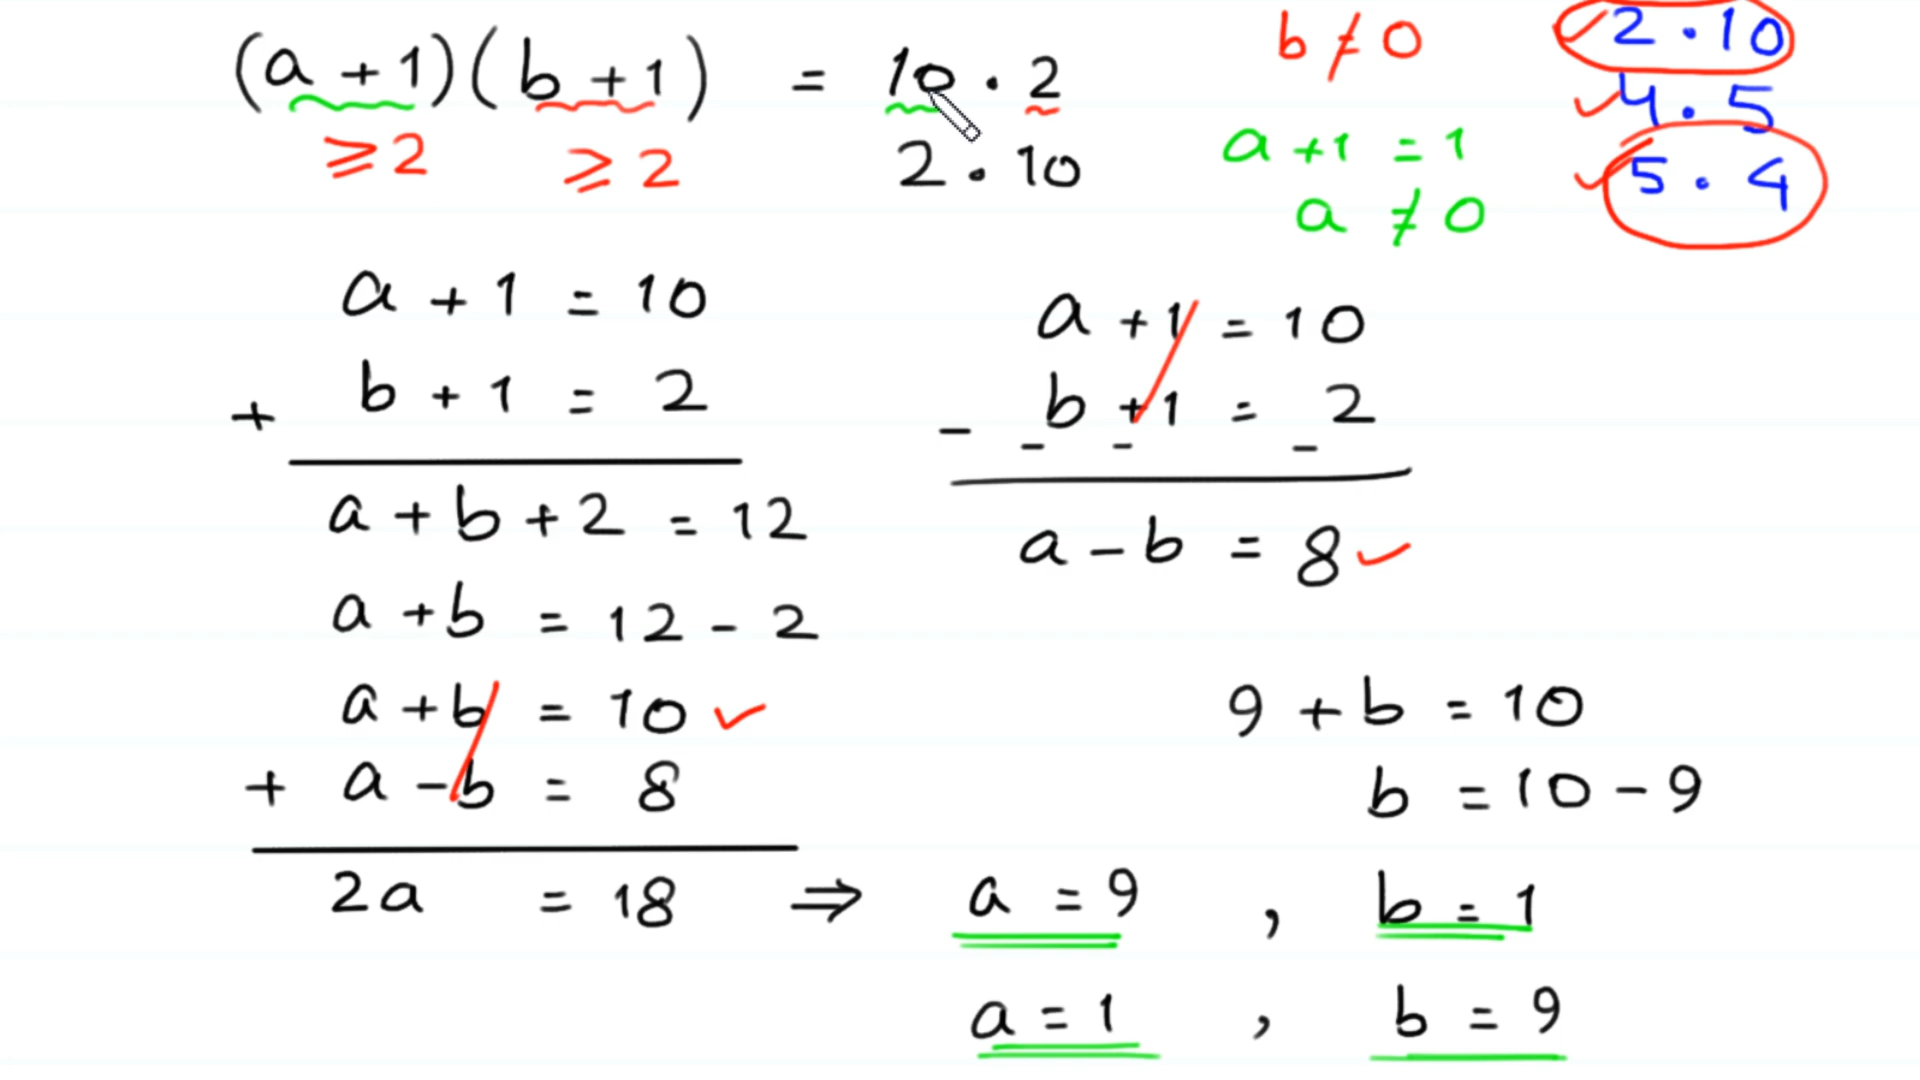 (a + 1)(b + 1) = 10 · 2
≥ 2 ≥ 2 2 · 10
b ≠ 0
a + 1 = 1
a ≠ 0
2 · 10
4 · 5
5 · 4
a + 1 = 10
+ b + 1 = 2
a + b + 2 = 12
a + b = 12 - 2
a + b = 10
+ a - b = 8
2a = 18 ⇒ a = 9 , b = 1
a + 1 = 10
- b + 1 = 2
- - -
a - b = 8
9 + b = 10
b = 10 - 9
a = 1 , b = 9